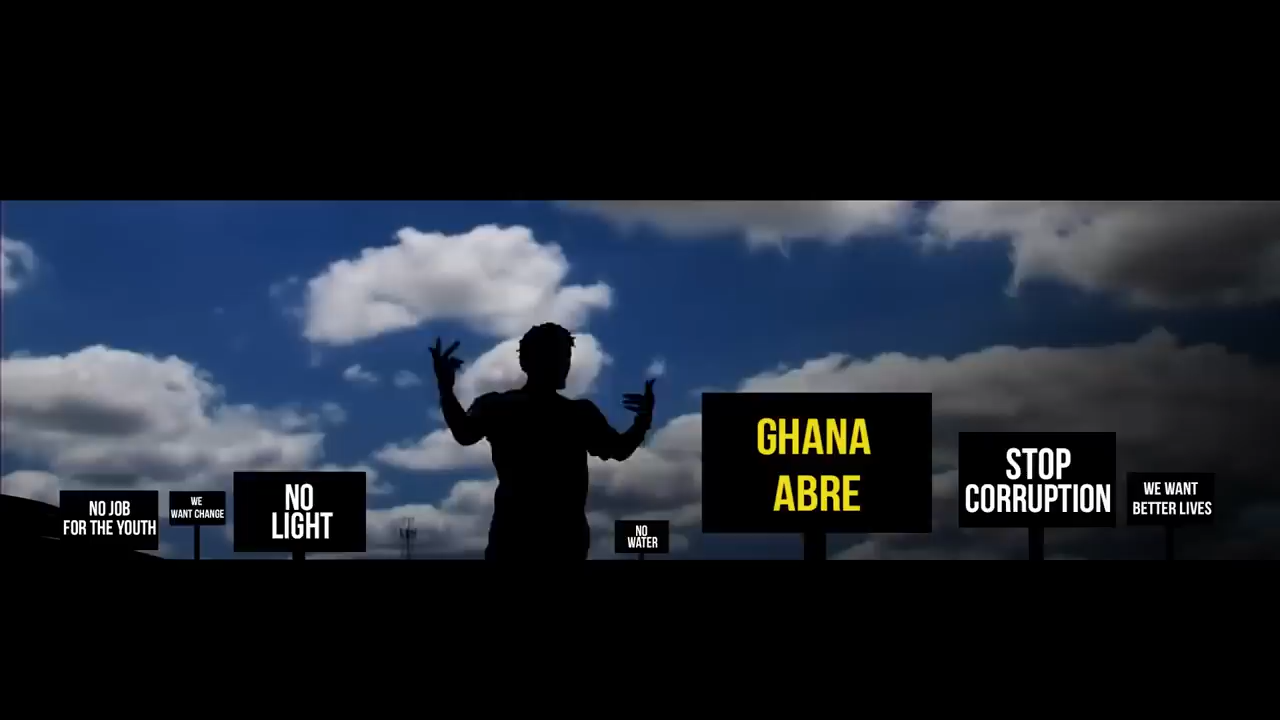 NO JOB
FOR THE YOUTH
WE
WANT CHANGE
NO
LIGHT
NO
WATER
GHANA
ABRE
STOP
CORRUPTION
WE WANT
BETTER LIVES